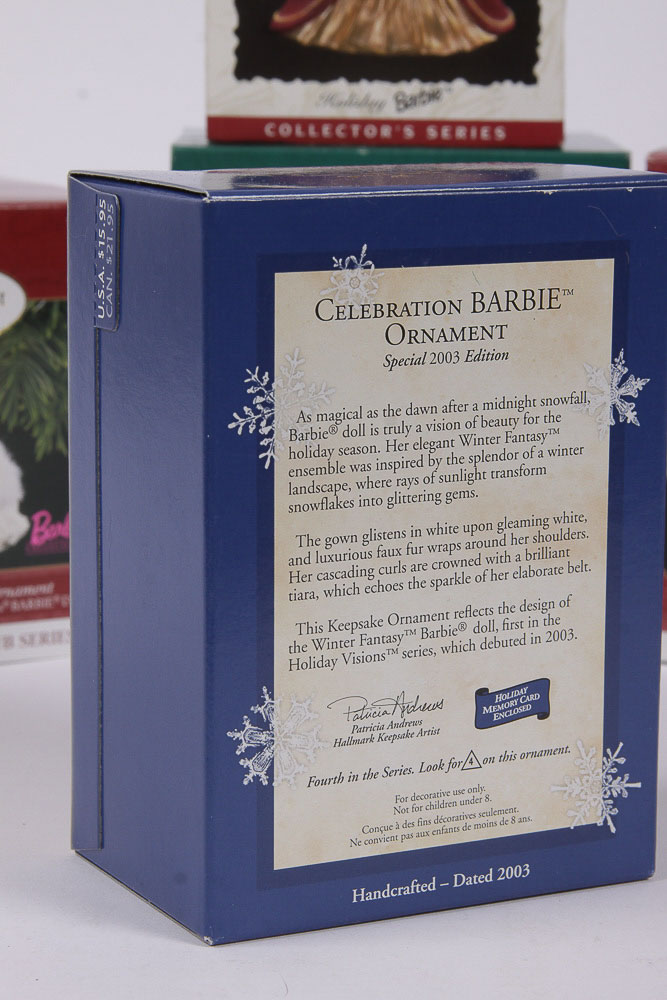 Holiday Barbie™
COLLECTOR'S SERIES
U.S.A. $15.95
CAN. $21.95
CELEBRATION BARBIE™
ORNAMENT
Special 2003 Edition
As magical as the dawn after a midnight snowfall,
Barbie® doll is truly a vision of beauty for the
holiday season. Her elegant Winter Fantasy™
ensemble was inspired by the splendor of a winter
landscape, where rays of sunlight transform
snowflakes into glittering gems.
The gown glistens in white upon gleaming white,
and luxurious faux fur wraps around her shoulders.
Her cascading curls are crowned with a brilliant
tiara, which echoes the sparkle of her elaborate belt.
This Keepsake Ornament reflects the design of
the Winter Fantasy™ Barbie® doll, first in the
Holiday Visions™ series, which debuted in 2003.
Patricia Andrews
Patricia Andrews
Hallmark Keepsake Artist
HOLIDAY
MEMORY CARD
ENCLOSED
Fourth in the Series. Look for 4 on this ornament.
For decorative use only.
Not for children under 8.
Conçue à des fins décoratives seulement.
Ne convient pas aux enfants de moins de 8 ans.
Handcrafted – Dated 2003
BARBIE™
SERIES